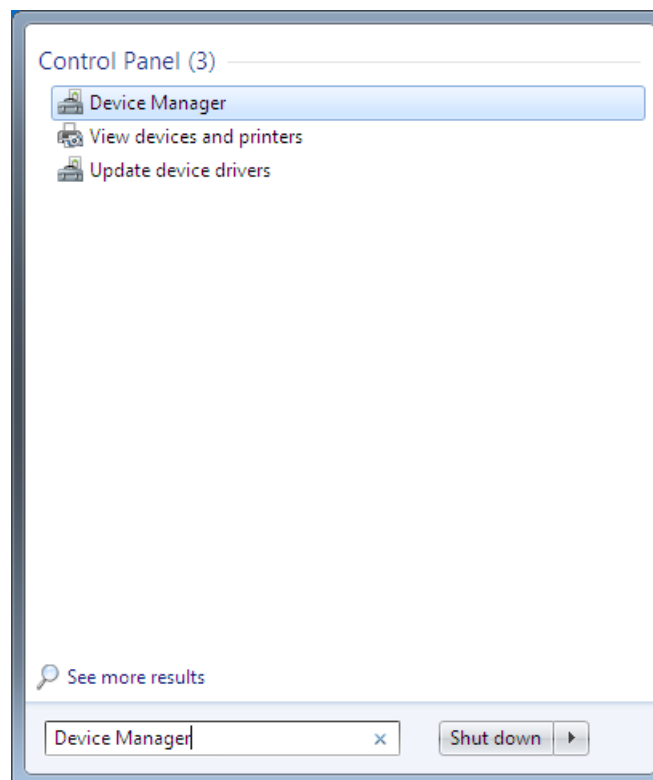 Control Panel (3)
Device Manager
View devices and printers
Update device drivers
See more results
Device Manager
Shut down